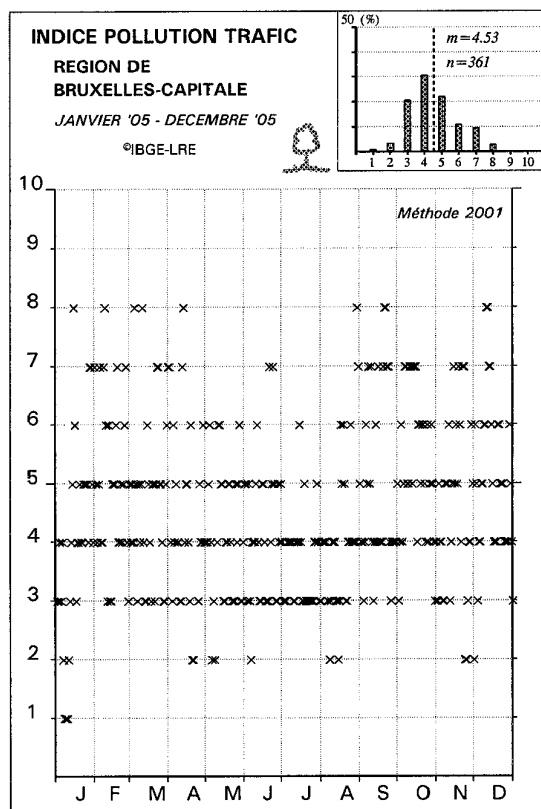 INDICE POLLUTION TRAFIC
REGION DE
BRUXELLES-CAPITALE
JANVIER '05 - DECEMBRE '05
©IBGE-LRE
50 (%)
m=4.53
n=361
1 2 3 4 5 6 7 8 9 10
Méthode 2001
10
9
8
7
6
5
4
3
2
1
J F M A M J J A S O N D